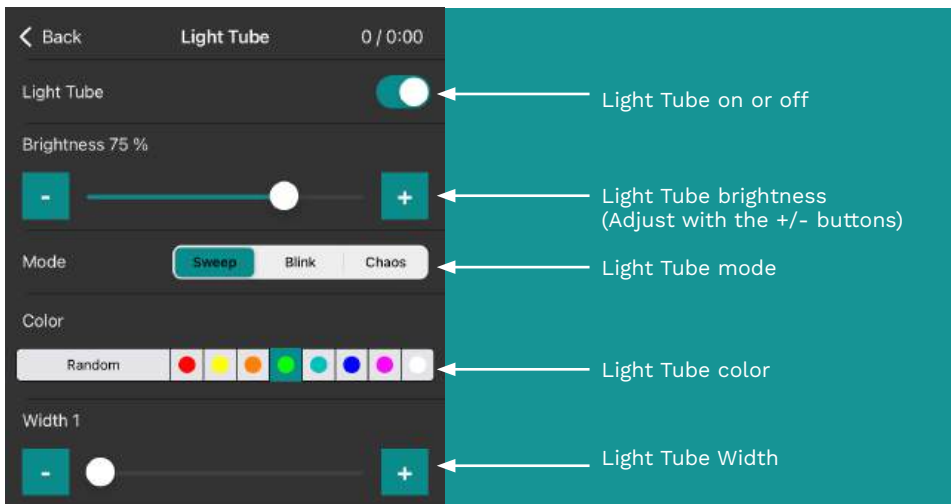 Back Light Tube 0 / 0:00
Light Tube
Light Tube on or off
Brightness 75 %
- +
Light Tube brightness
(Adjust with the +/- buttons)
Mode Sweep Blink Chaos
Light Tube mode
Color
Random
Light Tube color
Width 1
- +
Light Tube Width